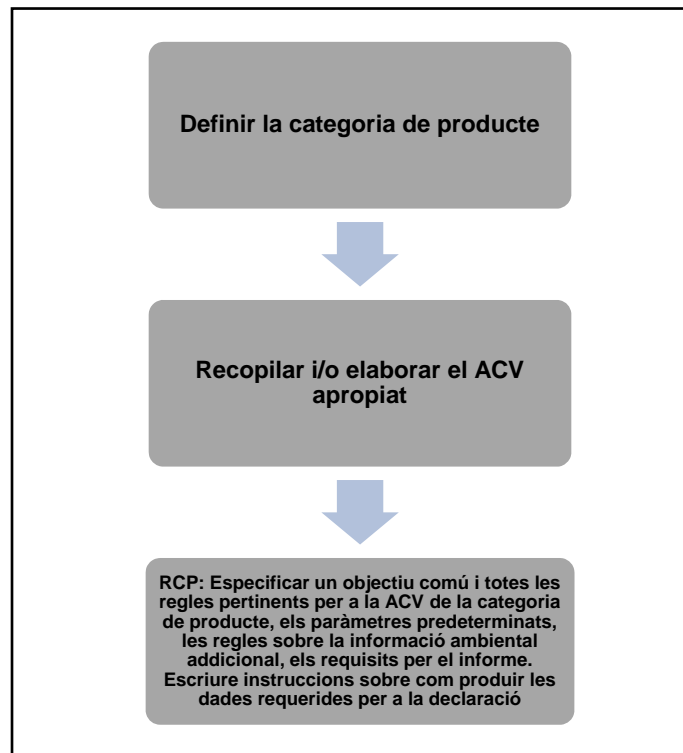 Definir la categoria de producte
Recopilar i/o elaborar el ACV
apropiat
RCP: Especificar un objectiu comú i totes les
regles pertinents per a la ACV de la categoria
de producte, els paràmetres predeterminats,
les regles sobre la informació ambiental
addicional, els requisits per el informe.
Escriure instruccions sobre com produir les
dades requerides per a la declaració